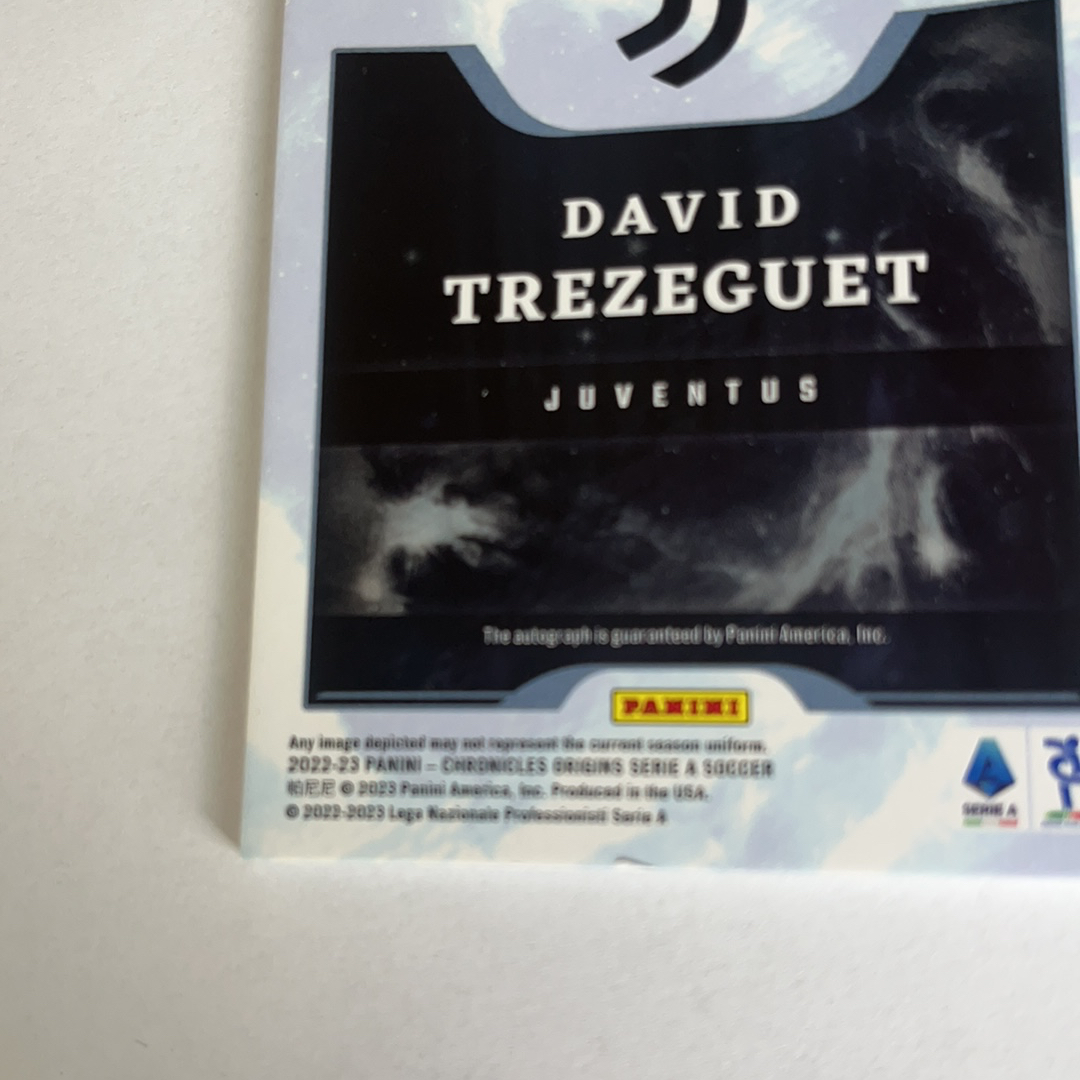 DAVID
TREZEGUET
JUVENTUS
The autograph is guaranteed by Panini America, Inc.
PANINI
Any image depicted may not represent the current season uniform.
2022-23 PANINI – CHRONICLES ORIGINS SERIE A SOCCER
帕尼尼 © 2023 Panini America, Inc. Produced in the USA.
© 2022-2023 Lega Nazionale Professionisti Serie A
SERIE A